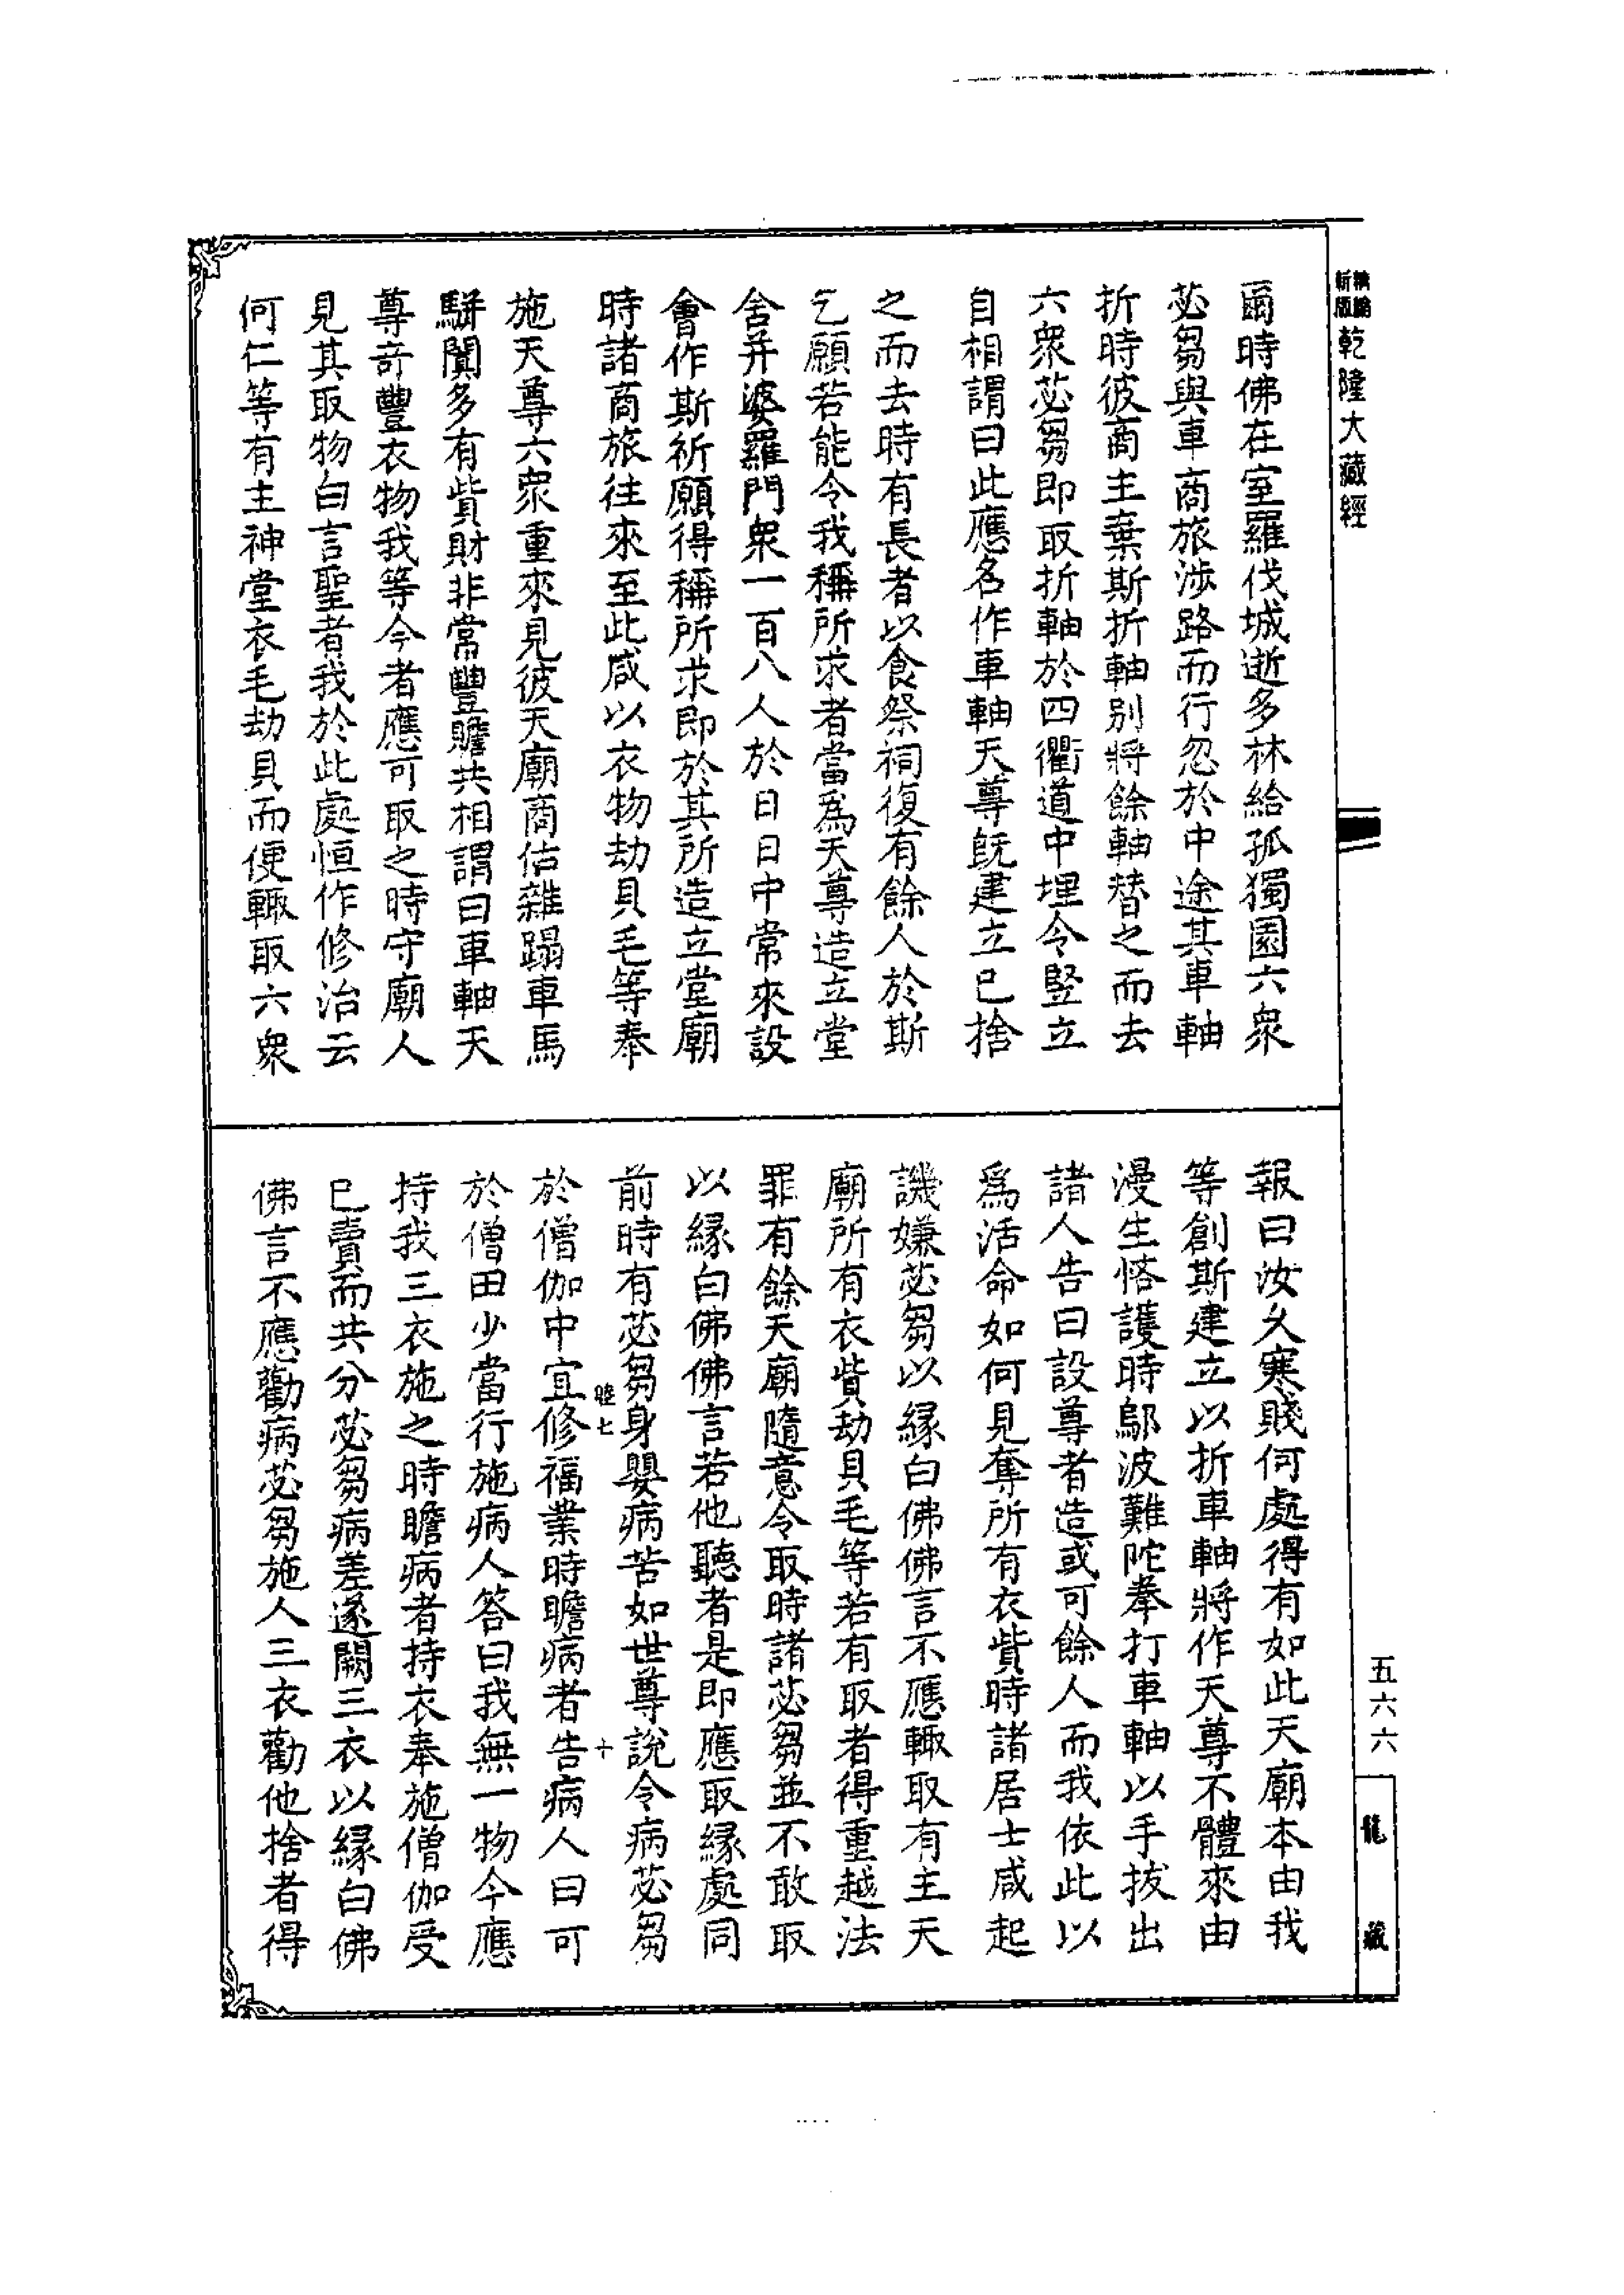 新編縮版
乾隆大藏經
爾時佛在室羅伐城逝多林給孤獨園六衆
苾芻與車商旅涉路而行忽於中途其車軸
折時彼商主棄斯折軸別將餘軸替之而去
六衆苾芻即取折軸於四衢道中埋令竪立
自相謂曰此應名作車軸天尊既建立已捨
之而去時有長者以食祭祠復有餘人於斯
乞願若能令我稱所求者當爲天尊造立堂
舍并婆羅門衆一百八人於日日中常來設
會作斯祈願得稱所求即於其所造立堂廟
時諸商旅往來至此咸以衣物劫貝毛等奉
施天尊六衆重來見彼天廟商估雜蹋車馬
駢闐多有貲財非常豐贍共相謂曰車軸天
尊奇豐衣物我等今者應可取之時守廟人
見其取物白言聖者我於此處恒作修治云
何仁等有主神堂衣毛劫貝而便輙取六衆
報曰汝久寒賤何處得有如此天廟本由我
等創斯建立以折車軸將作天尊不體來由
漫生悋護時鄔波難陀拳打車軸以手拔出
諸人告曰設尊者造或可餘人而我依此以
爲活命如何見奪所有衣貲時諸居士咸起
譏嫌苾芻以縁白佛佛言不應輙取有主天
廟所有衣貲劫貝毛等若有取者得重越法
罪有餘天廟隨意令取時諸苾芻並不敢取
以縁白佛佛言若他聽者是即應取縁處同
前時有苾芻身嬰病苦如世尊說令病苾芻
睦七
十
於僧伽中宜修福業時瞻病者告病人曰可
於僧田少當行施病人答曰我無一物今應
持我三衣施之時瞻病者持衣奉施僧伽受
已賣而共分苾芻病差遂闕三衣以縁白佛
佛言不應勸病苾芻施人三衣勸他捨者得
五六六
龍藏